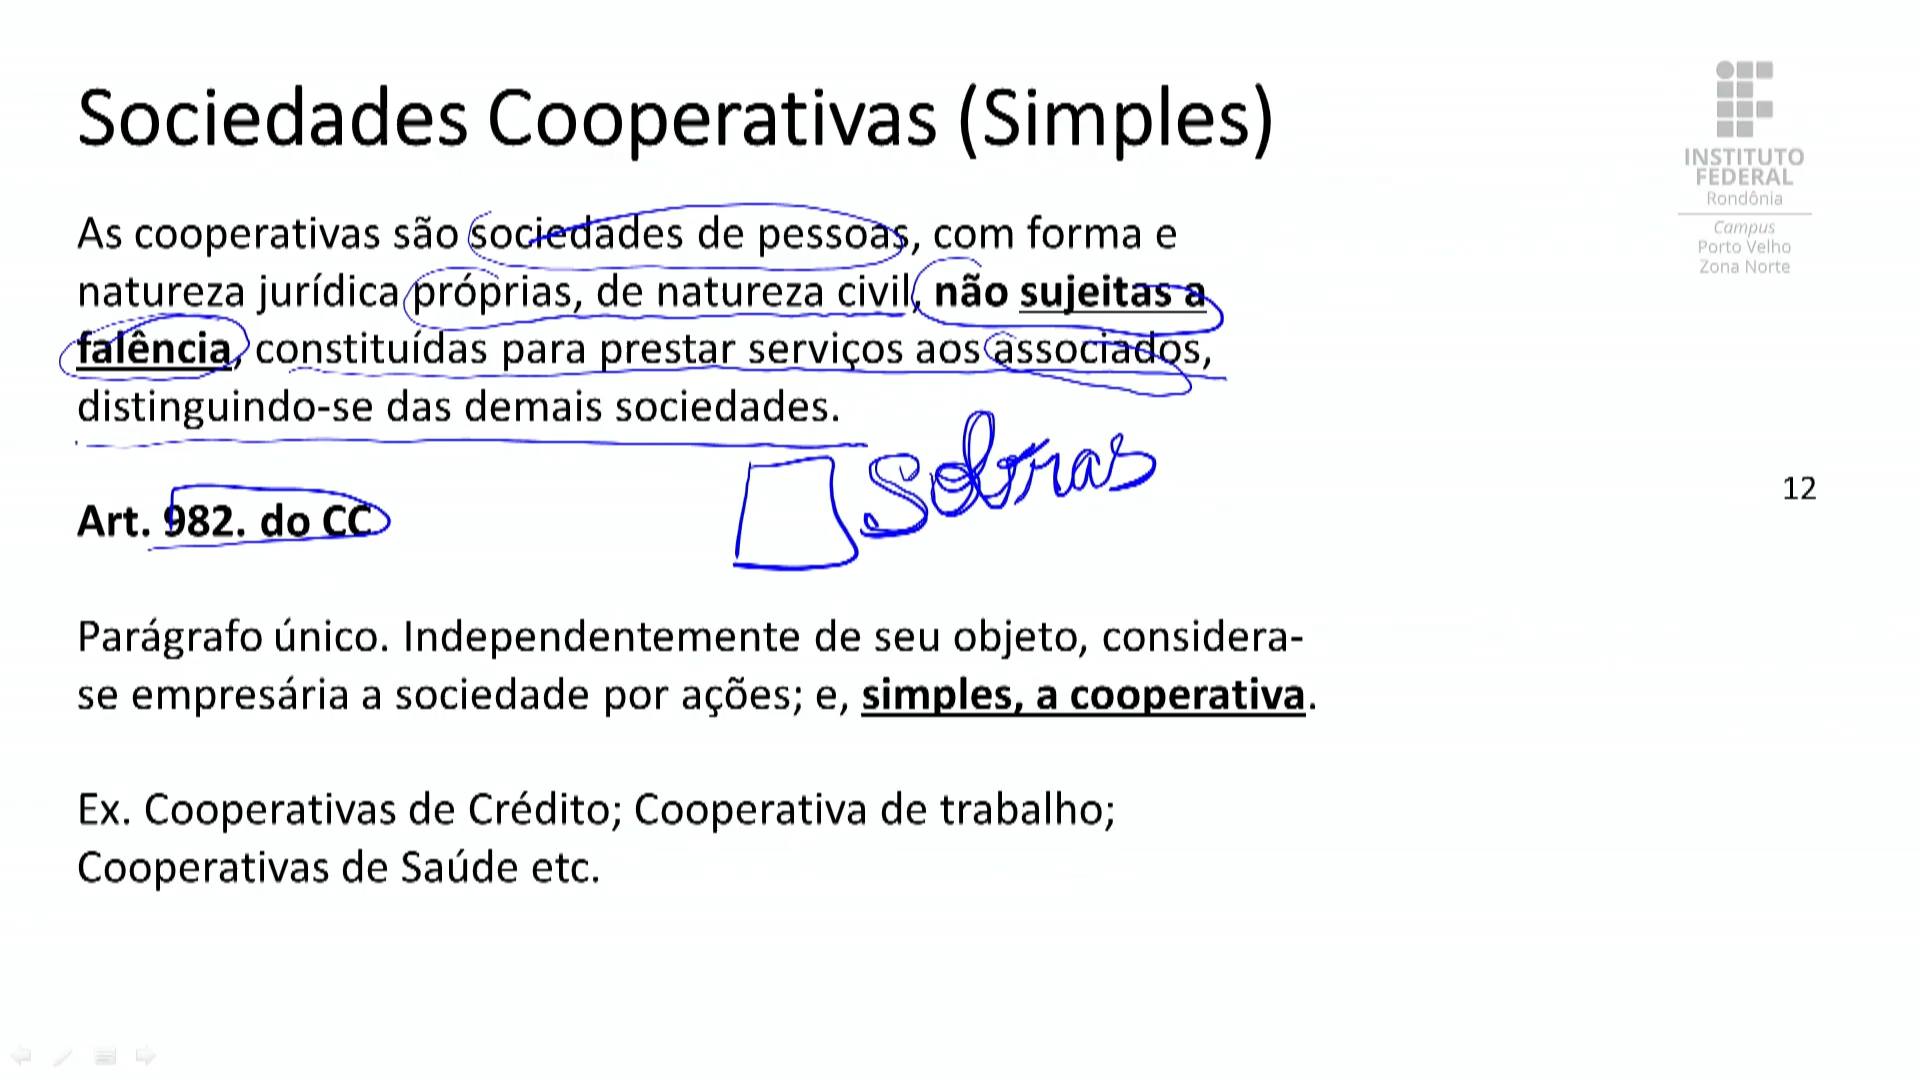 Sociedades Cooperativas (Simples)
INSTITUTO
FEDERAL
Rondônia
Campus
Porto Velho
Zona Norte
As cooperativas são sociedades de pessoas, com forma e
natureza jurídica próprias, de natureza civil, não sujeitas a
falência, constituídas para prestar serviços aos associados,
distinguindo-se das demais sociedades.
Sobras
12
Art. 982. do CC
Parágrafo único. Independentemente de seu objeto, considera-
se empresária a sociedade por ações; e, simples, a cooperativa.
Ex. Cooperativas de Crédito; Cooperativa de trabalho;
Cooperativas de Saúde etc.